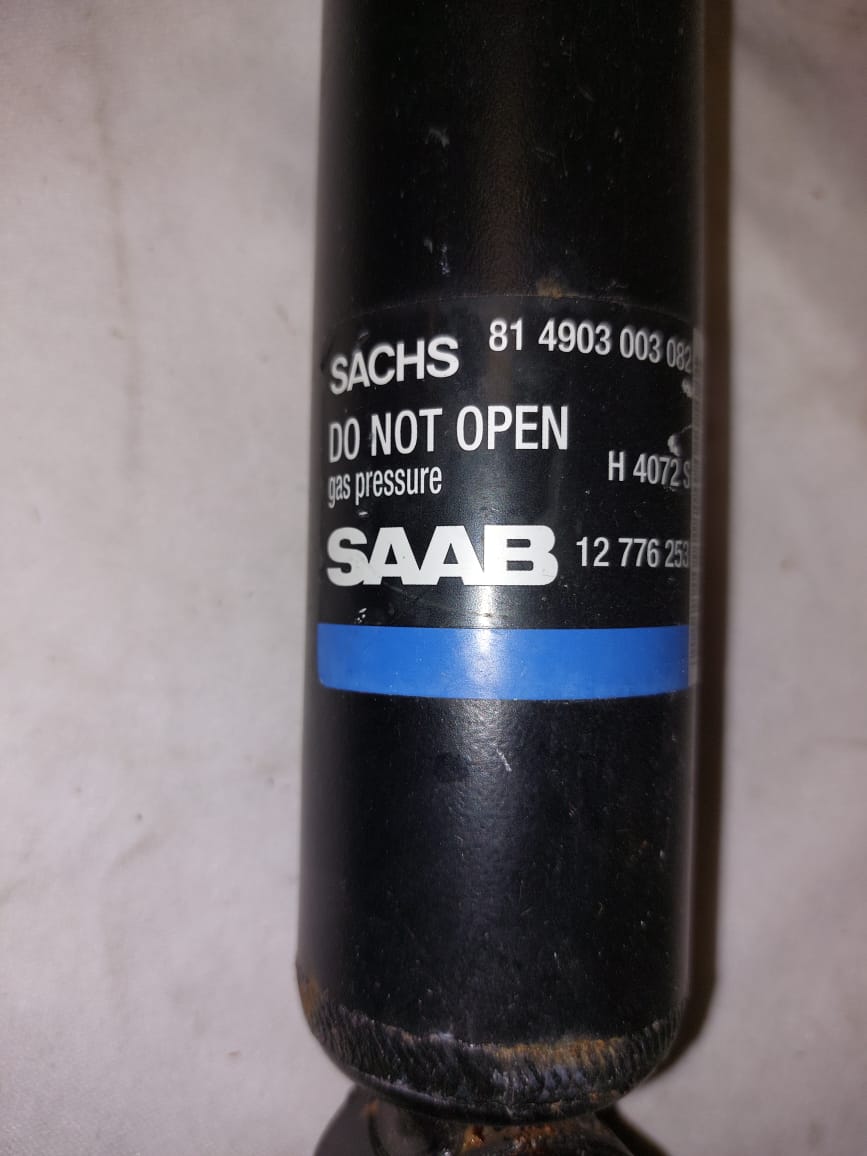 SACHS 81 4903 003 082
DO NOT OPEN
gas pressure H 4072 S
SAAB 12 776 253